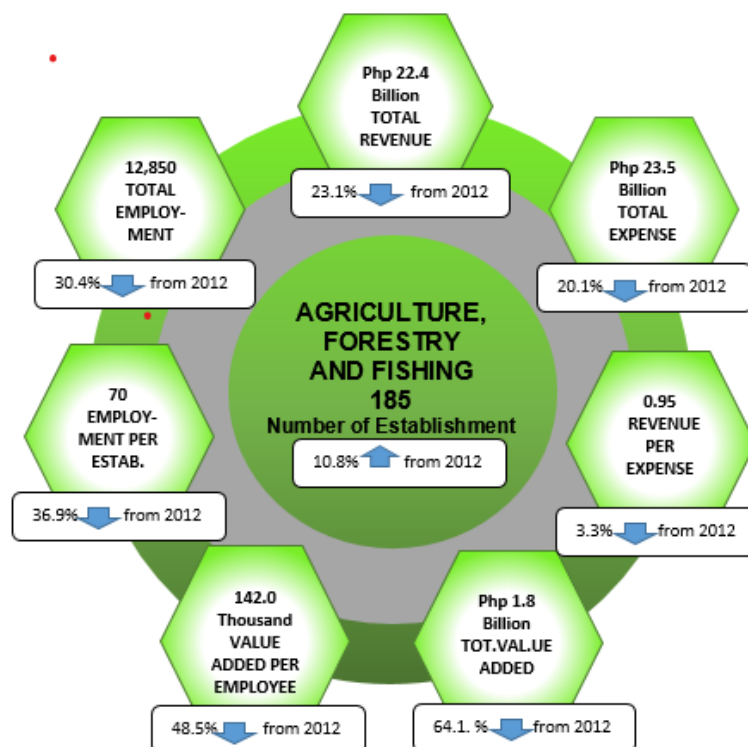 Php 22.4
Billion
TOTAL
REVENUE
23.1% from 2012
Php 23.5
Billion
TOTAL
EXPENSE
20.1% from 2012
0.95
REVENUE
PER
EXPENSE
3.3% from 2012
Php 1.8
Billion
TOT.VAL.UE
ADDED
64.1. % from 2012
142.0
Thousand
VALUE
ADDED PER
EMPLOYEE
48.5% from 2012
70
EMPLOY-
MENT PER
ESTAB.
36.9% from 2012
12,850
TOTAL
EMPLOY-
MENT
30.4% from 2012
AGRICULTURE,
FORESTRY
AND FISHING
185
Number of Establishment
10.8% from 2012